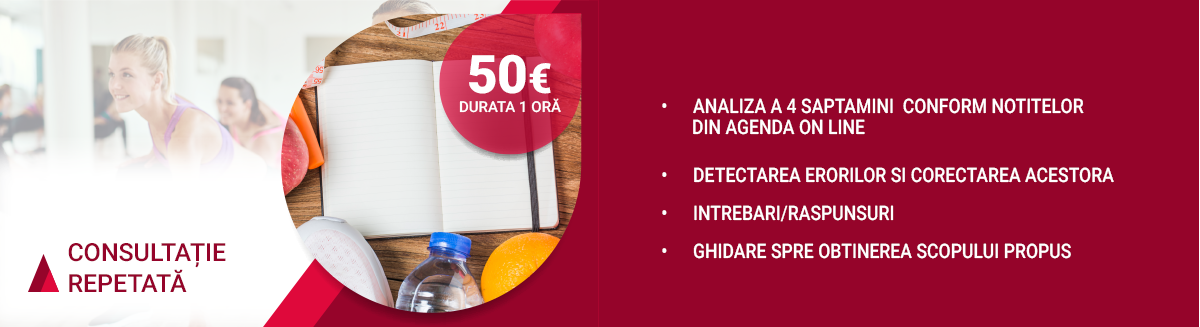 50€
DURATA 1 ORĂ
CONSULTAȚIE
REPETATĂ
• ANALIZA A 4 SAPTAMINI CONFORM NOTITELOR
DIN AGENDA ON LINE
• DETECTAREA ERORILOR SI CORECTAREA ACESTORA
• INTREBARI/RASPUNSURI
• GHIDARE SPRE OBTINEREA SCOPULUI PROPUS